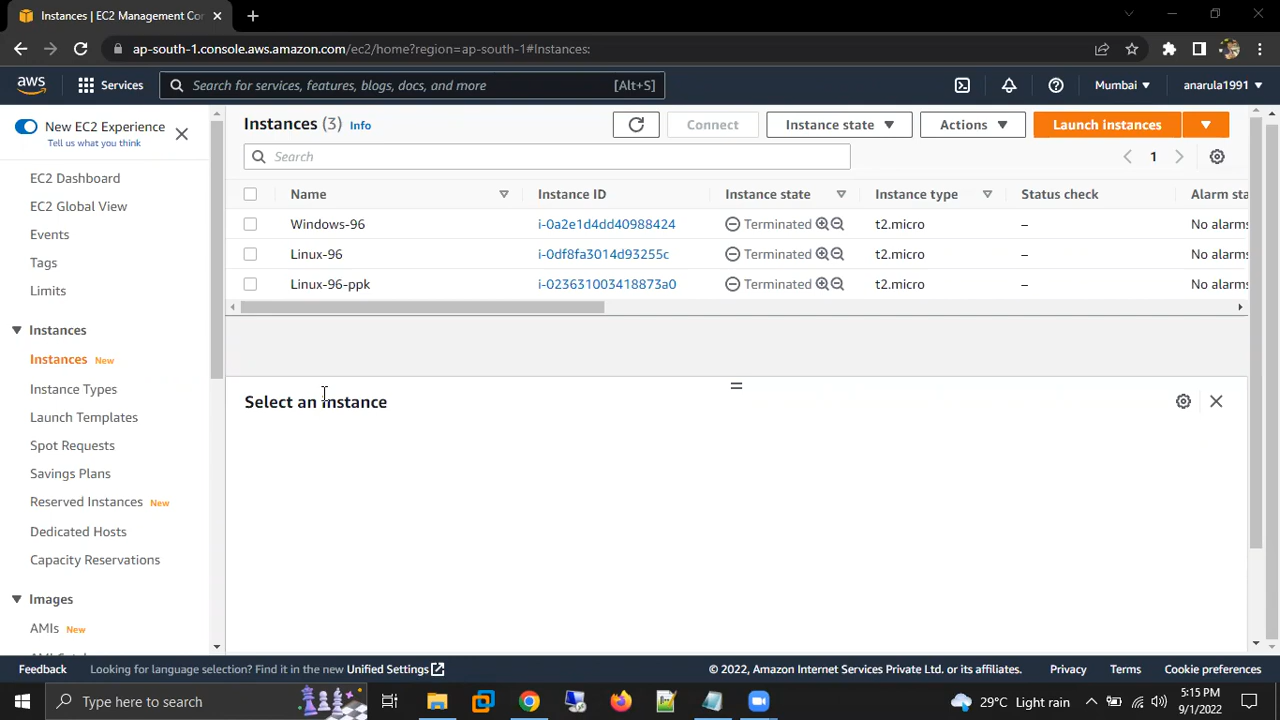 Instances | EC2 Management Cor
ap-south-1.console.aws.amazon.com/ec2/home?region=ap-south-1#Instances:
aws
Services
Search for services, features, blogs, docs, and more
[Alt+S]
Mumbai
anarula1991
New EC2 Experience
Tell us what you think
EC2 Dashboard
EC2 Global View
Events
Tags
Limits
Instances
Instances New
Instance Types
Launch Templates
Spot Requests
Savings Plans
Reserved Instances New
Dedicated Hosts
Capacity Reservations
Images
AMIs New
Instances (3) Info
Connect
Instance state
Actions
Launch instances
Search
1
Name Instance ID Instance state Instance type Status check Alarm sta
Windows-96 i-0a2e1d4dd40988424 Terminated t2.micro – No alarms
Linux-96 i-0df8fa3014d93255c Terminated t2.micro – No alarms
Linux-96-ppk i-023631003418873a0 Terminated t2.micro – No alarms
Select an instance
Feedback
Looking for language selection? Find it in the new Unified Settings
© 2022, Amazon Internet Services Private Ltd. or its affiliates.
Privacy
Terms
Cookie preferences
Type here to search
29°C Light rain
5:15 PM
9/1/2022